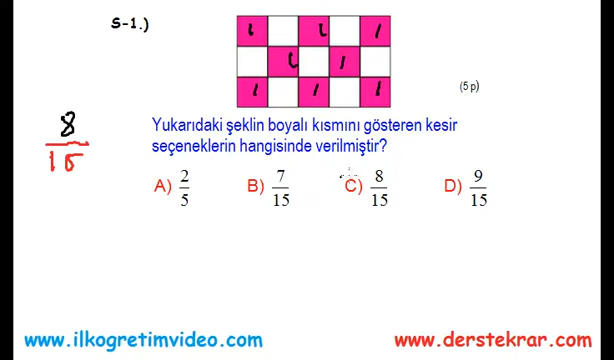 S-1.)
(5 p)
8
15
Yukarıdaki şeklin boyalı kısmını gösteren kesir
seçeneklerin hangisinde verilmiştir?
A) 2/5 B) 7/15 C) 8/15 D) 9/15
www.ilkogretimvideo.com www.derstekrar.com